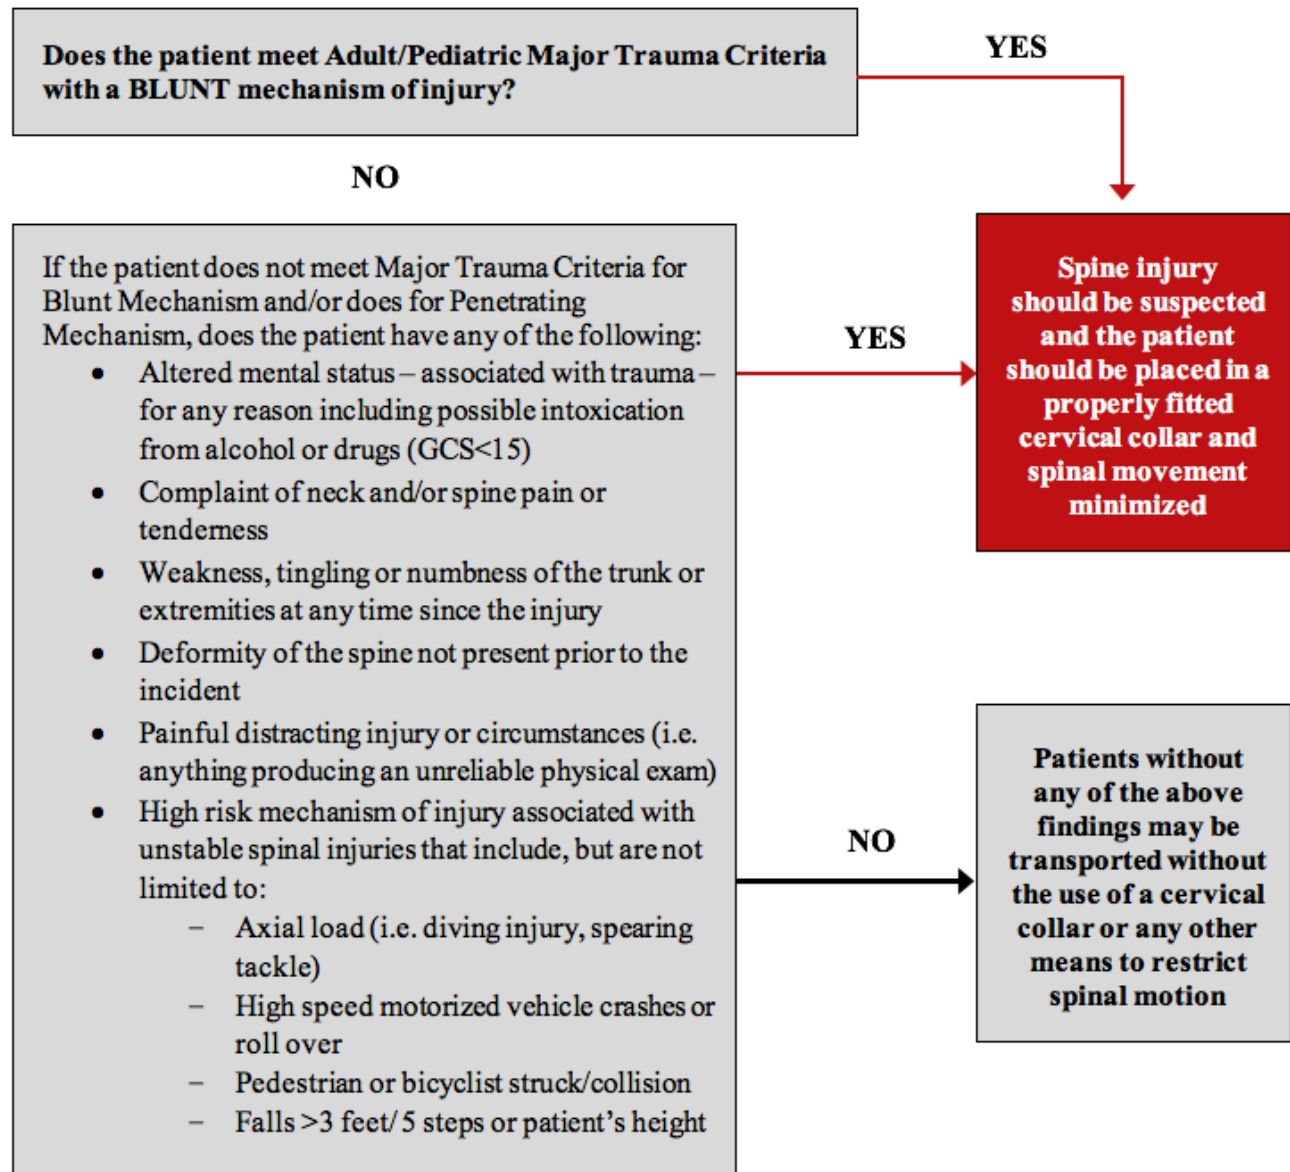 Does the patient meet Adult/Pediatric Major Trauma Criteria
with a BLUNT mechanism of injury?
YES
NO
If the patient does not meet Major Trauma Criteria for
Blunt Mechanism and/or does for Penetrating
Mechanism, does the patient have any of the following:
• Altered mental status – associated with trauma –
for any reason including possible intoxication
from alcohol or drugs (GCS<15)
• Complaint of neck and/or spine pain or
tenderness
• Weakness, tingling or numbness of the trunk or
extremities at any time since the injury
• Deformity of the spine not present prior to the
incident
• Painful distracting injury or circumstances (i.e.
anything producing an unreliable physical exam)
• High risk mechanism of injury associated with
unstable spinal injuries that include, but are not
limited to:
– Axial load (i.e. diving injury, spearing
tackle)
– High speed motorized vehicle crashes or
roll over
– Pedestrian or bicyclist struck/collision
– Falls >3 feet/ 5 steps or patient's height
YES
Spine injury
should be suspected
and the patient
should be placed in a
properly fitted
cervical collar and
spinal movement
minimized
NO
Patients without
any of the above
findings may be
transported without
the use of a cervical
collar or any other
means to restrict
spinal motion